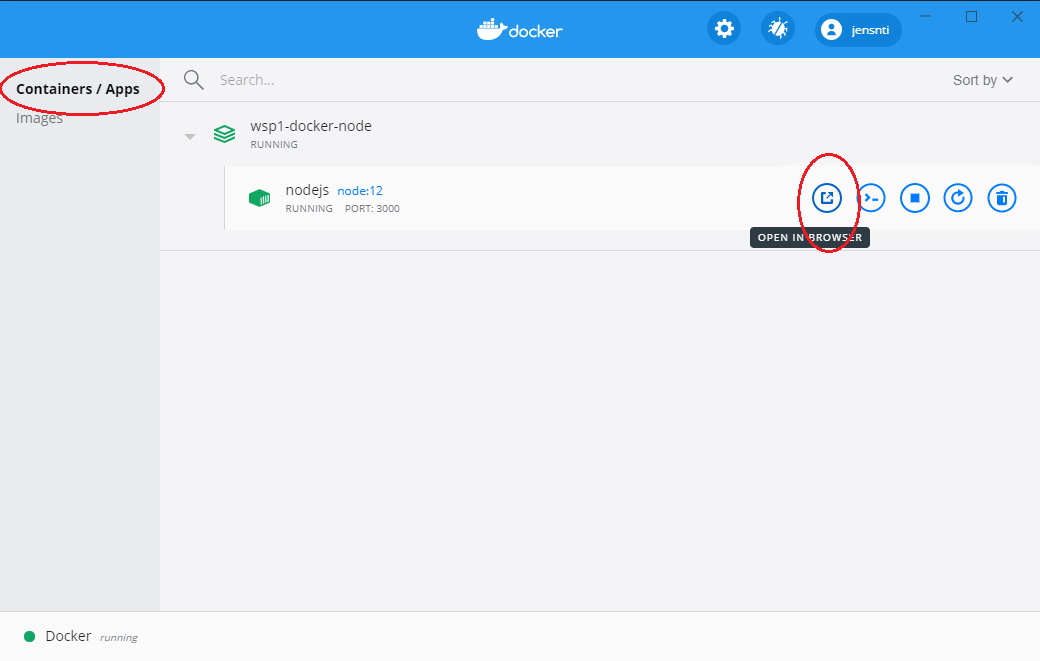 docker
jensnti
Containers / Apps
Images
Search...
Sort by
wsp1-docker-node
RUNNING
nodejs node:12
RUNNING PORT: 3000
OPEN IN BROWSER
Docker running